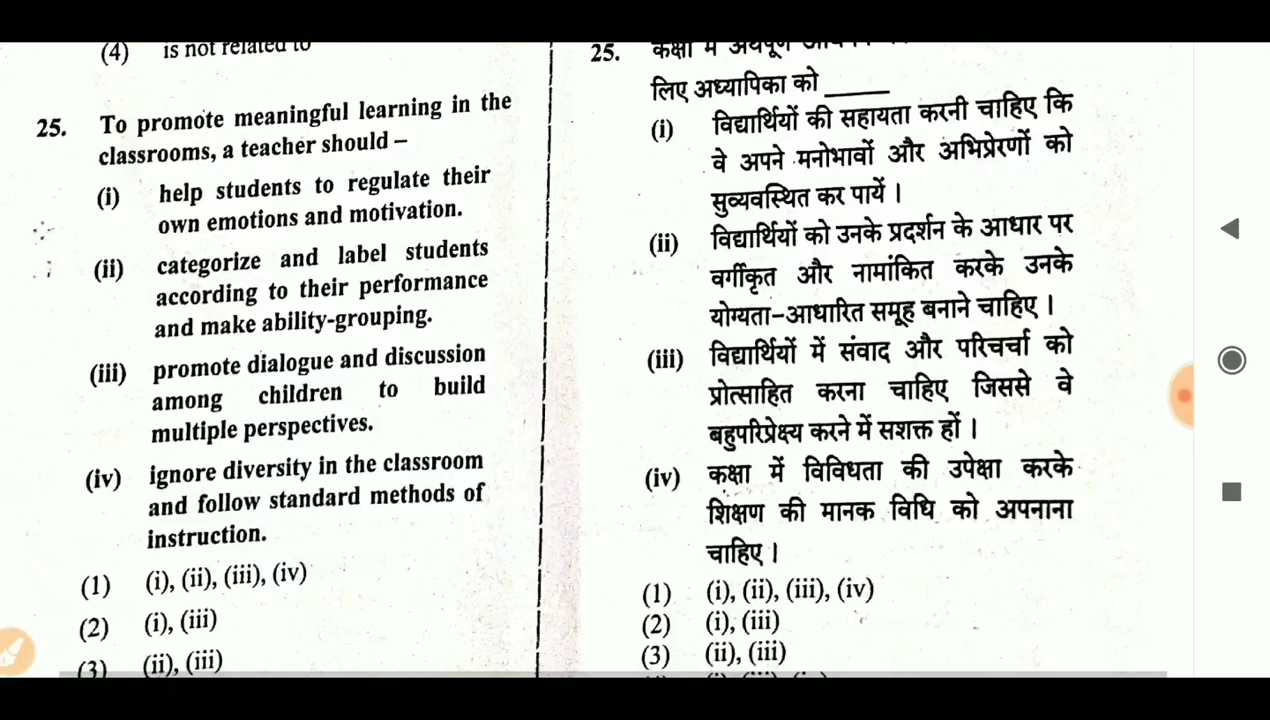 (4) is not related to
25. To promote meaningful learning in the
classrooms, a teacher should –
(i) help students to regulate their
own emotions and motivation.
(ii) categorize and label students
according to their performance
and make ability-grouping.
(iii) promote dialogue and discussion
among children to build
multiple perspectives.
(iv) ignore diversity in the classroom
and follow standard methods of
instruction.
(1) (i), (ii), (iii), (iv)
(2) (i), (iii)
(3) (ii), (iii)
25. कक्षा में अर्थपूर्ण
लिए अध्यापिका को _____
(i) विद्यार्थियों की सहायता करनी चाहिए कि
वे अपने मनोभावों और अभिप्रेरणों को
सुव्यवस्थित कर पायें ।
(ii) विद्यार्थियों को उनके प्रदर्शन के आधार पर
वर्गीकृत और नामांकित करके उनके
योग्यता-आधारित समूह बनाने चाहिए ।
(iii) विद्यार्थियों में संवाद और परिचर्चा को
प्रोत्साहित करना चाहिए जिससे वे
बहुपरिप्रेक्ष्य करने में सशक्त हों ।
(iv) कक्षा में विविधता की उपेक्षा करके
शिक्षण की मानक विधि को अपनाना
चाहिए ।
(1) (i), (ii), (iii), (iv)
(2) (i), (iii)
(3) (ii), (iii)